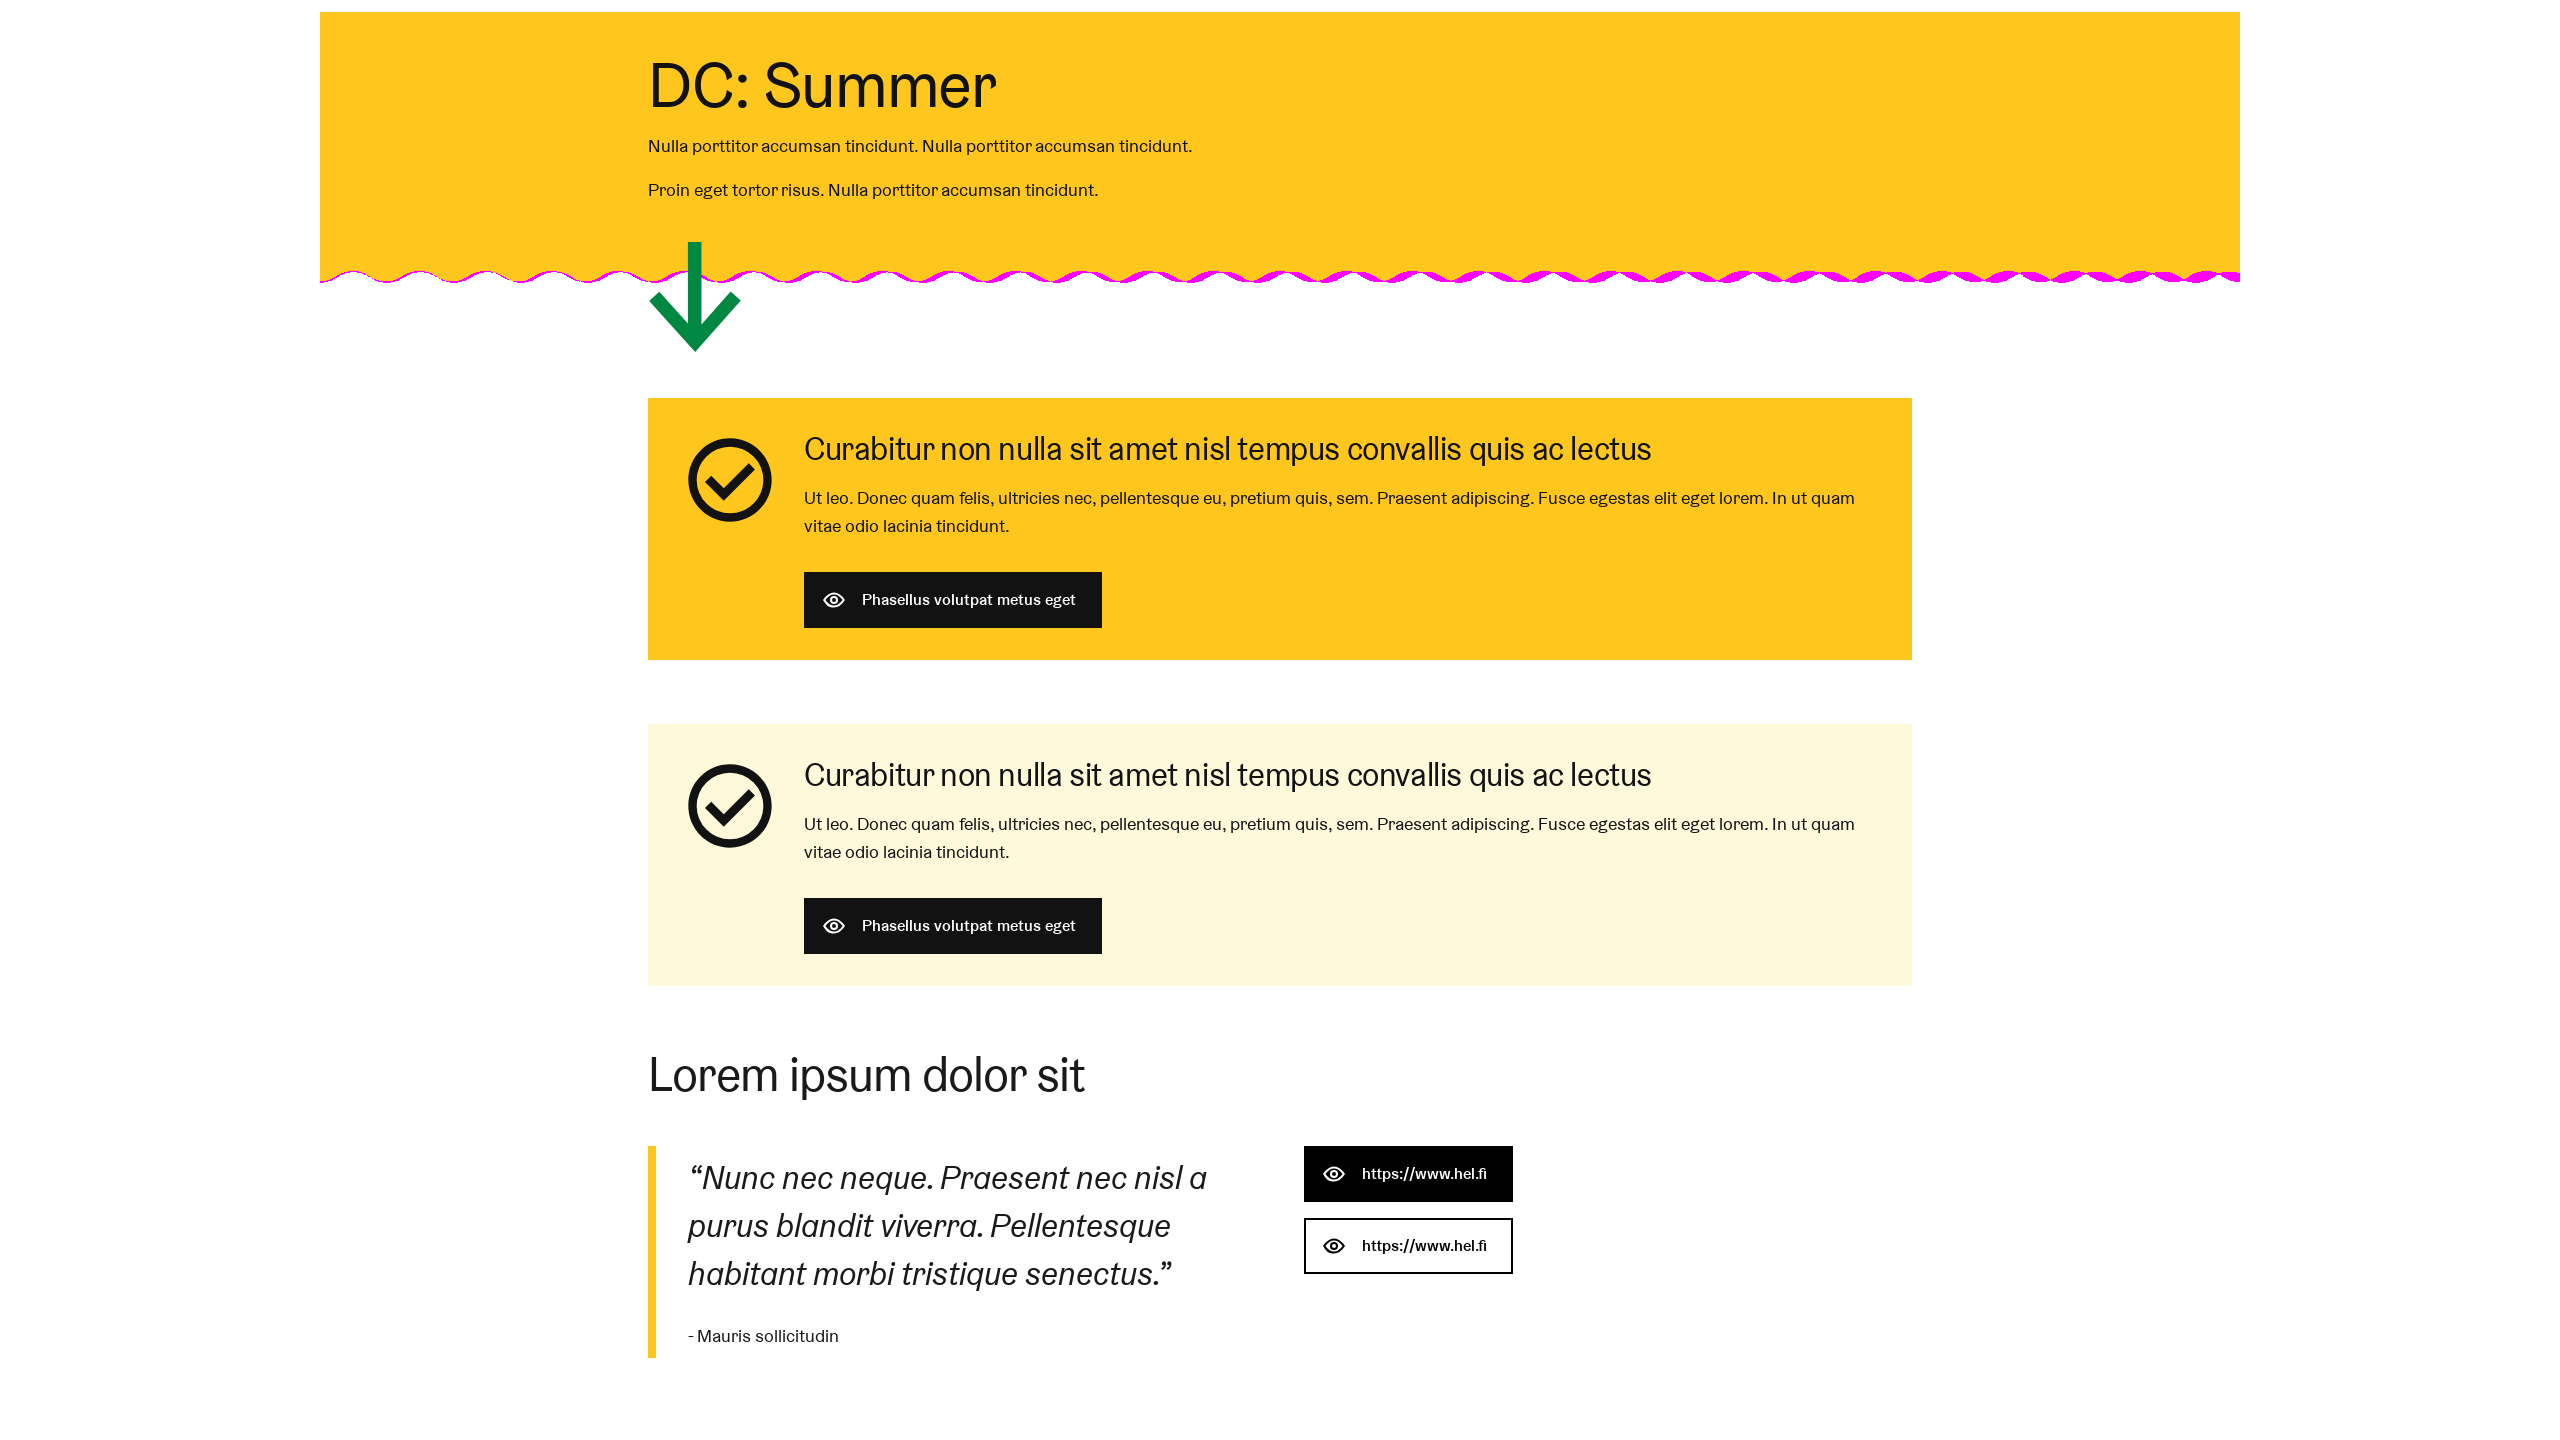 DC: Summer
Nulla porttitor accumsan tincidunt. Nulla porttitor accumsan tincidunt.
Proin eget tortor risus. Nulla porttitor accumsan tincidunt.
Curabitur non nulla sit amet nisl tempus convallis quis ac lectus
Ut leo. Donec quam felis, ultricies nec, pellentesque eu, pretium quis, sem. Praesent adipiscing. Fusce egestas elit eget lorem. In ut quam
vitae odio lacinia tincidunt.
Phasellus volutpat metus eget
Curabitur non nulla sit amet nisl tempus convallis quis ac lectus
Ut leo. Donec quam felis, ultricies nec, pellentesque eu, pretium quis, sem. Praesent adipiscing. Fusce egestas elit eget lorem. In ut quam
vitae odio lacinia tincidunt.
Phasellus volutpat metus eget
Lorem ipsum dolor sit
“Nunc nec neque. Praesent nec nisl a
purus blandit viverra. Pellentesque
habitant morbi tristique senectus.”
- Mauris sollicitudin
https://www.hel.fi
https://www.hel.fi